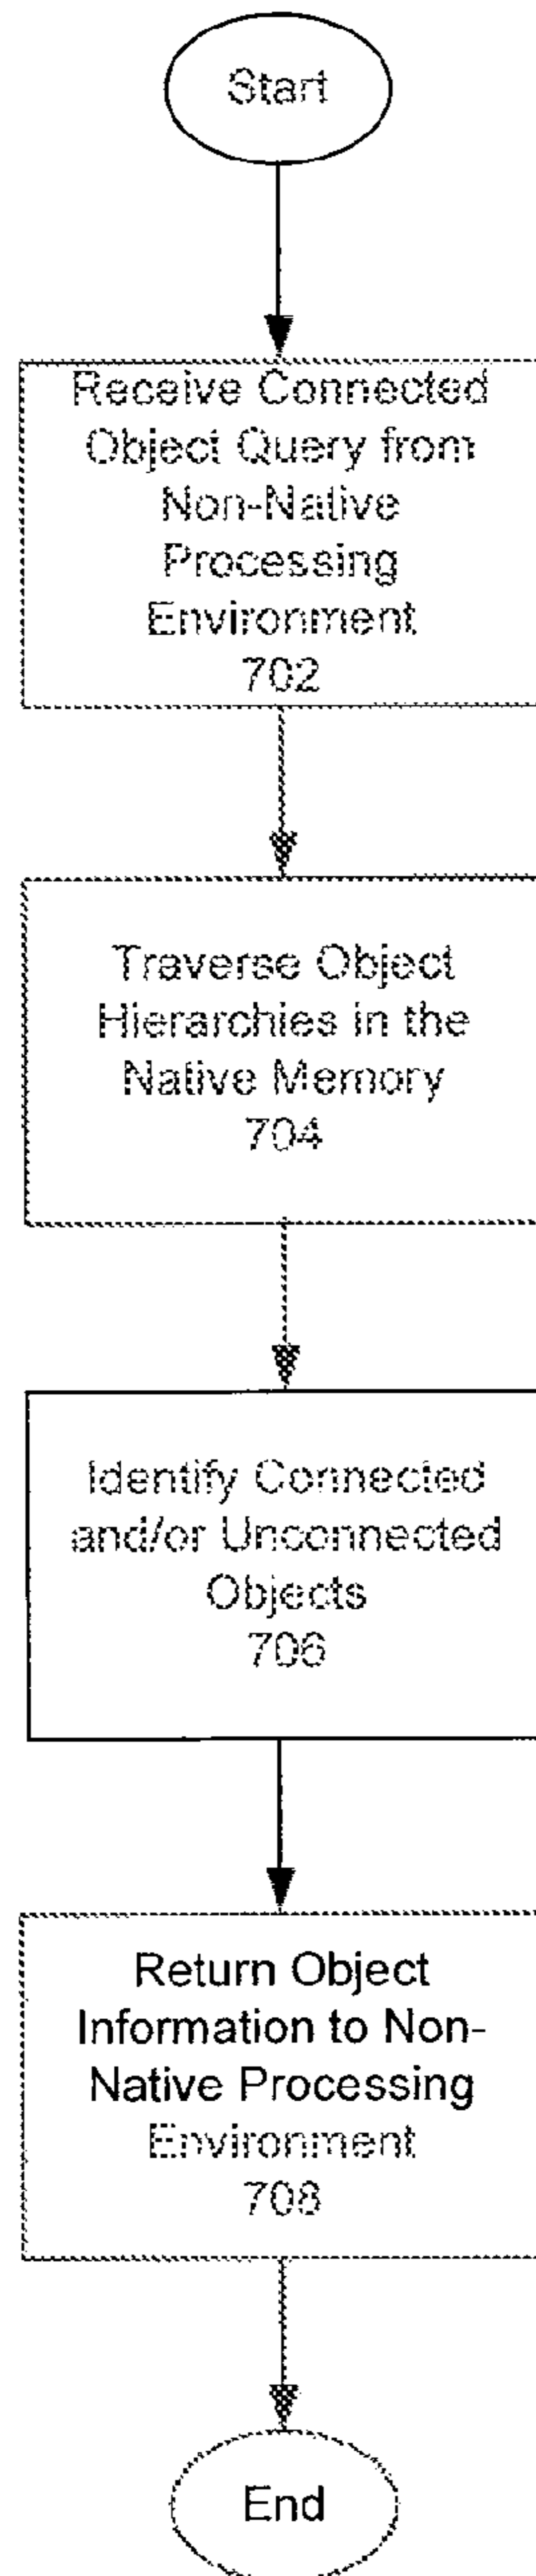 Start
Receive Connected
Object Query from
Non-Native
Processing
Environment
702
Traverse Object
Hierarchies in the
Native Memory
704
Identify Connected
and/or Unconnected
Objects
706
Return Object
Information to Non-
Native Processing
Environment
708
End